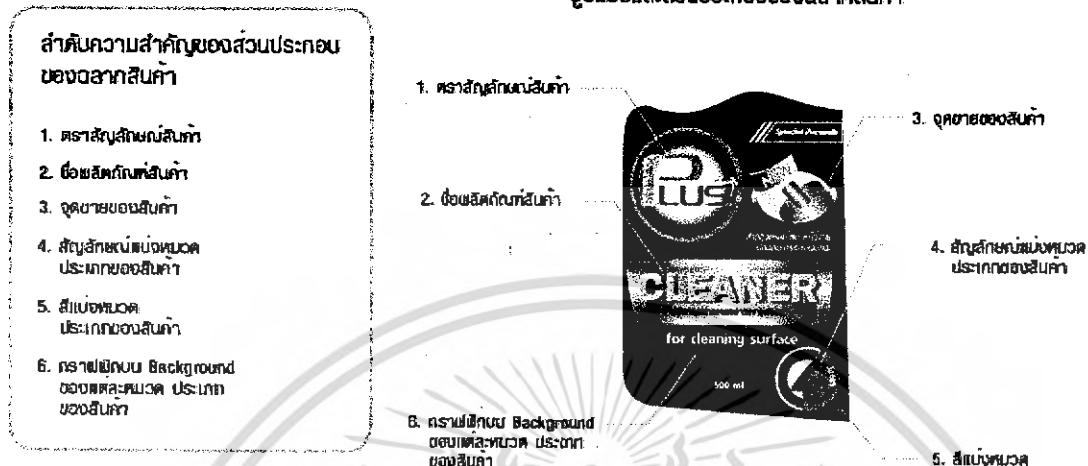 ลำดับความสำคัญของส่วนประกอบ
ของฉลากสินค้า
1. ตราสัญลักษณ์สินค้า
2. ชื่อผลิตภัณฑ์สินค้า
3. จุดขายของสินค้า
4. สัญลักษณ์แบ่งหมวด
ประเภทของสินค้า
5. สีแบ่งหมวด
ประเภทของสินค้า
6. กราฟฟิกบน Background
ของแต่ละหมวด ประเภท
ของสินค้า
1. ตราสัญลักษณ์สินค้า
2. ชื่อผลิตภัณฑ์สินค้า
6. กราฟฟิกบน Background
ของแต่ละหมวด ประเภท
ของสินค้า
PLUS
CLEANER
for cleaning surface
500 ml
3. จุดขายของสินค้า
4. สัญลักษณ์แบ่งหมวด
ประเภทของสินค้า
5. สีแบ่งหมวด